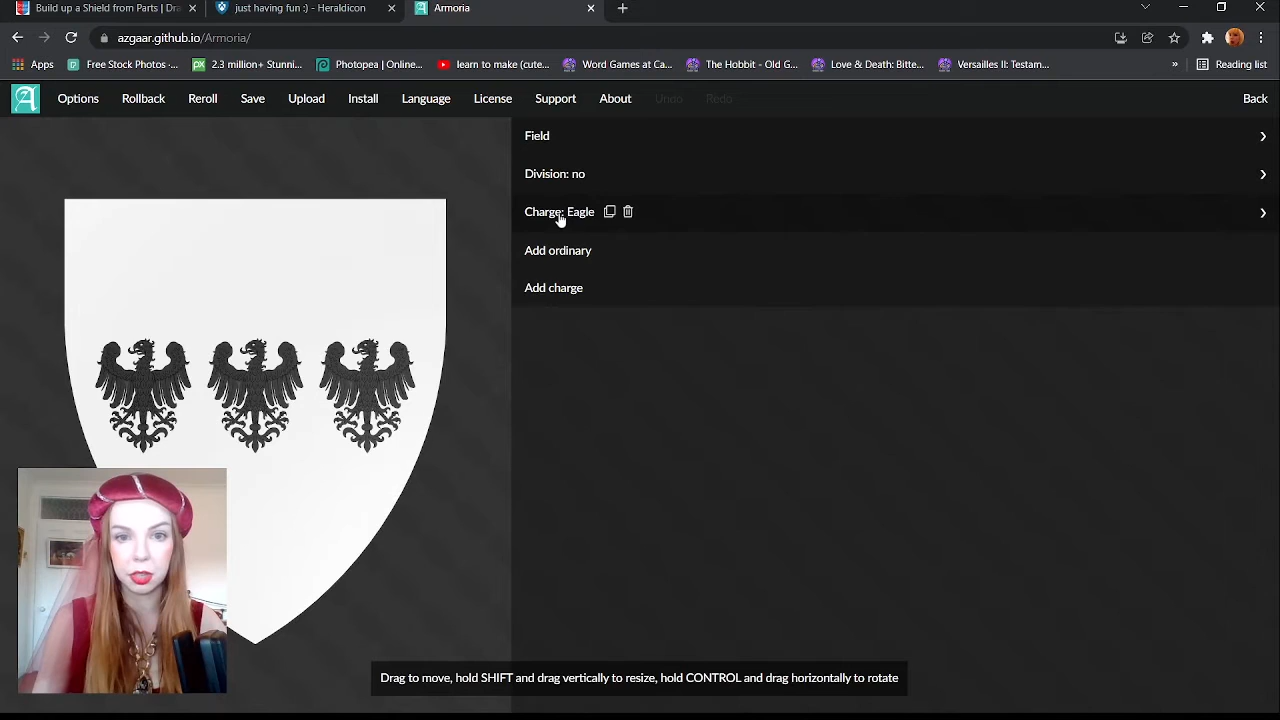 Build up a Shield from Parts | Dra
just having fun :) - Heraldicon
Armoria
azgaar.github.io/Armoria/
Apps
Free Stock Photos -...
2.3 million+ Stunni...
Photopea | Online...
learn to make (cute...
Word Games at Ca...
The Hobbit - Old G...
Love & Death: Bitte...
Versailles II: Testam...
»
Reading list
A Options Rollback Reroll Save Upload Install Language License Support About Undo Redo Back
Field
Division: no
Charge: Eagle
Add ordinary
Add charge
Drag to move, hold SHIFT and drag vertically to resize, hold CONTROL and drag horizontally to rotate